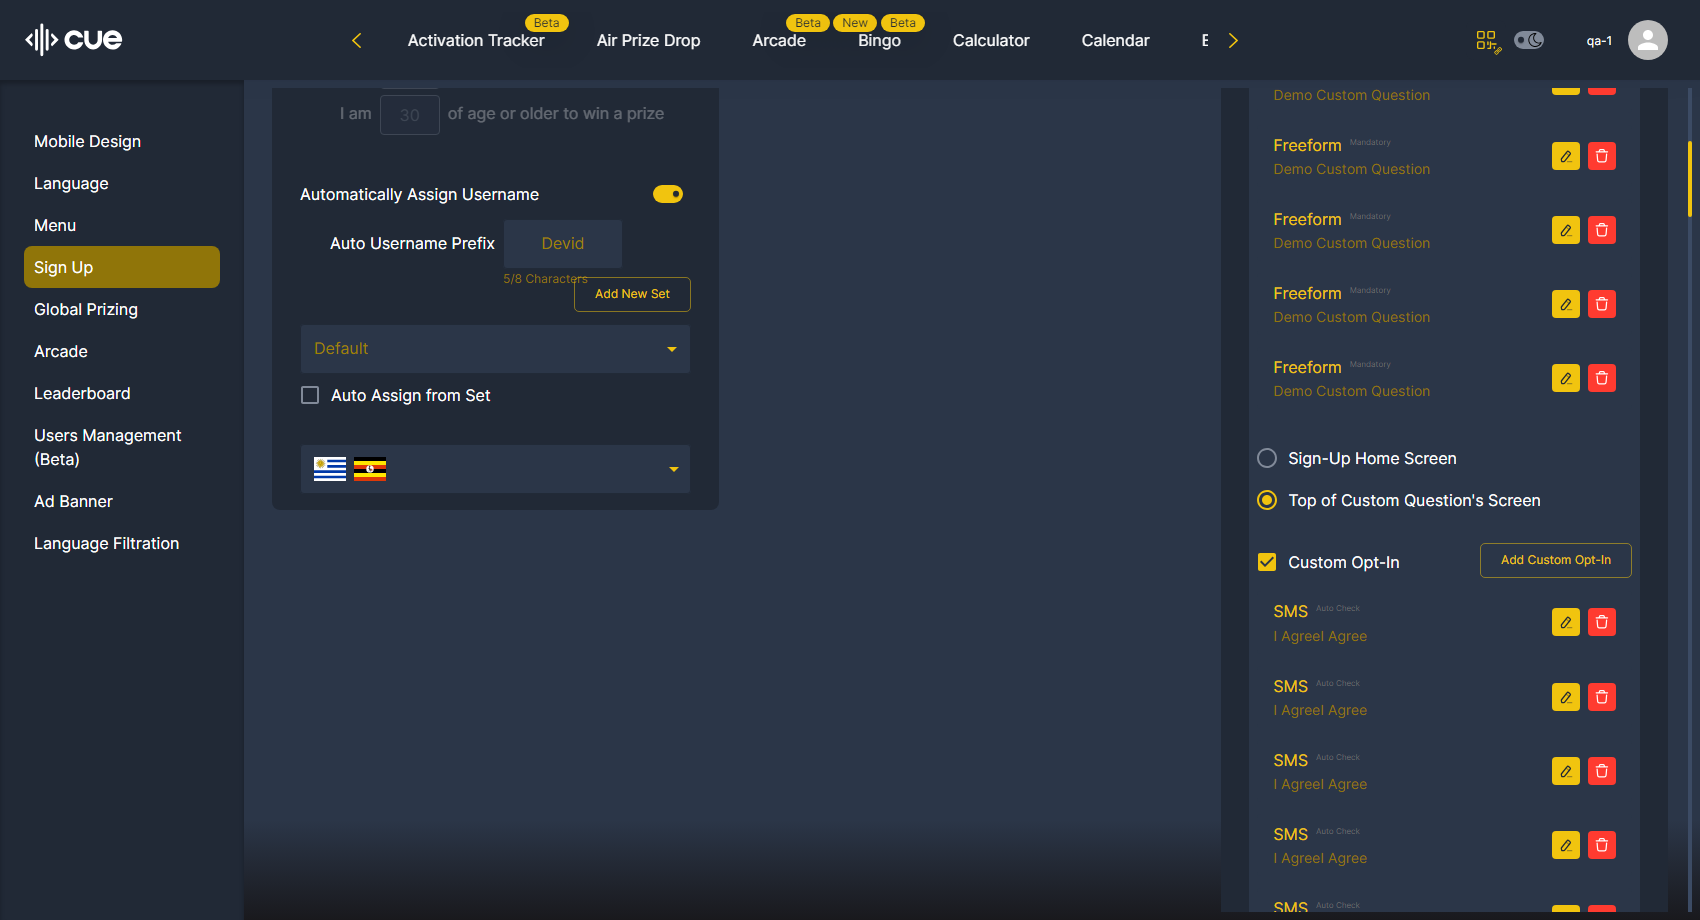 cue
Activation Tracker
Beta
Air Prize Drop
Arcade
Beta
New
Bingo
Beta
Calculator
Calendar
qa-1
Mobile Design
Language
Menu
Sign Up
Global Prizing
Arcade
Leaderboard
Users Management
(Beta)
Ad Banner
Language Filtration
I am 30 of age or older to win a prize
Automatically Assign Username
Auto Username Prefix Devid
5/8 Characters
Add New Set
Default
Auto Assign from Set
Demo Custom Question
Freeform Mandatory
Demo Custom Question
Freeform Mandatory
Demo Custom Question
Freeform Mandatory
Demo Custom Question
Freeform Mandatory
Demo Custom Question
Sign-Up Home Screen
Top of Custom Question's Screen
Custom Opt-In Add Custom Opt-In
SMS Auto Check
I AgreeI Agree
SMS Auto Check
I AgreeI Agree
SMS Auto Check
I AgreeI Agree
SMS Auto Check
I AgreeI Agree
SMS Auto Check